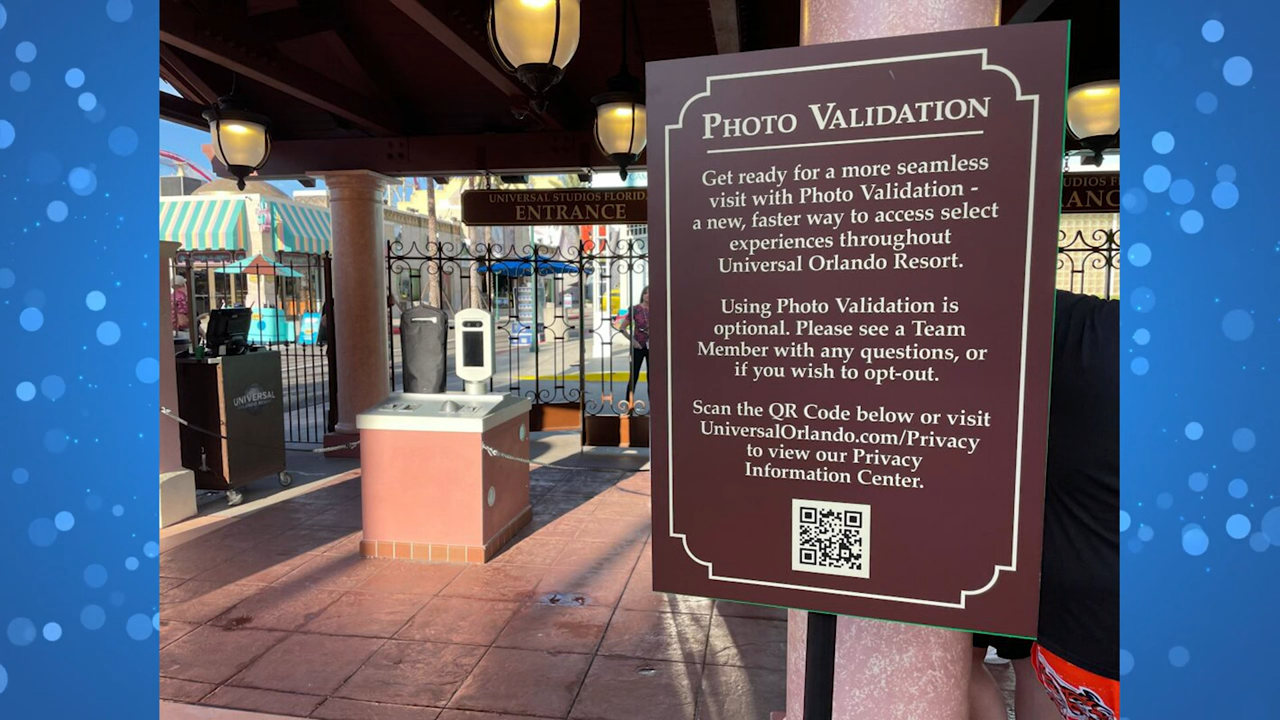 PHOTO VALIDATION
Get ready for a more seamless
visit with Photo Validation -
a new, faster way to access select
experiences throughout
Universal Orlando Resort.
Using Photo Validation is
optional. Please see a Team
Member with any questions, or
if you wish to opt-out.
Scan the QR Code below or visit
UniversalOrlando.com/Privacy
to view our Privacy
Information Center.
UNIVERSAL STUDIOS FLORIDA
ENTRANCE
UNIVERSAL